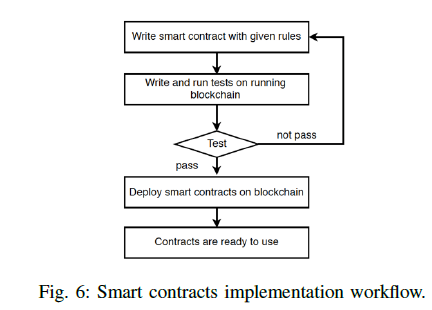 Write smart contract with given rules
Write and run tests on running
blockchain
Test
not pass
pass
Deploy smart contracts on blockchain
Contracts are ready to use
Fig. 6: Smart contracts implementation workflow.